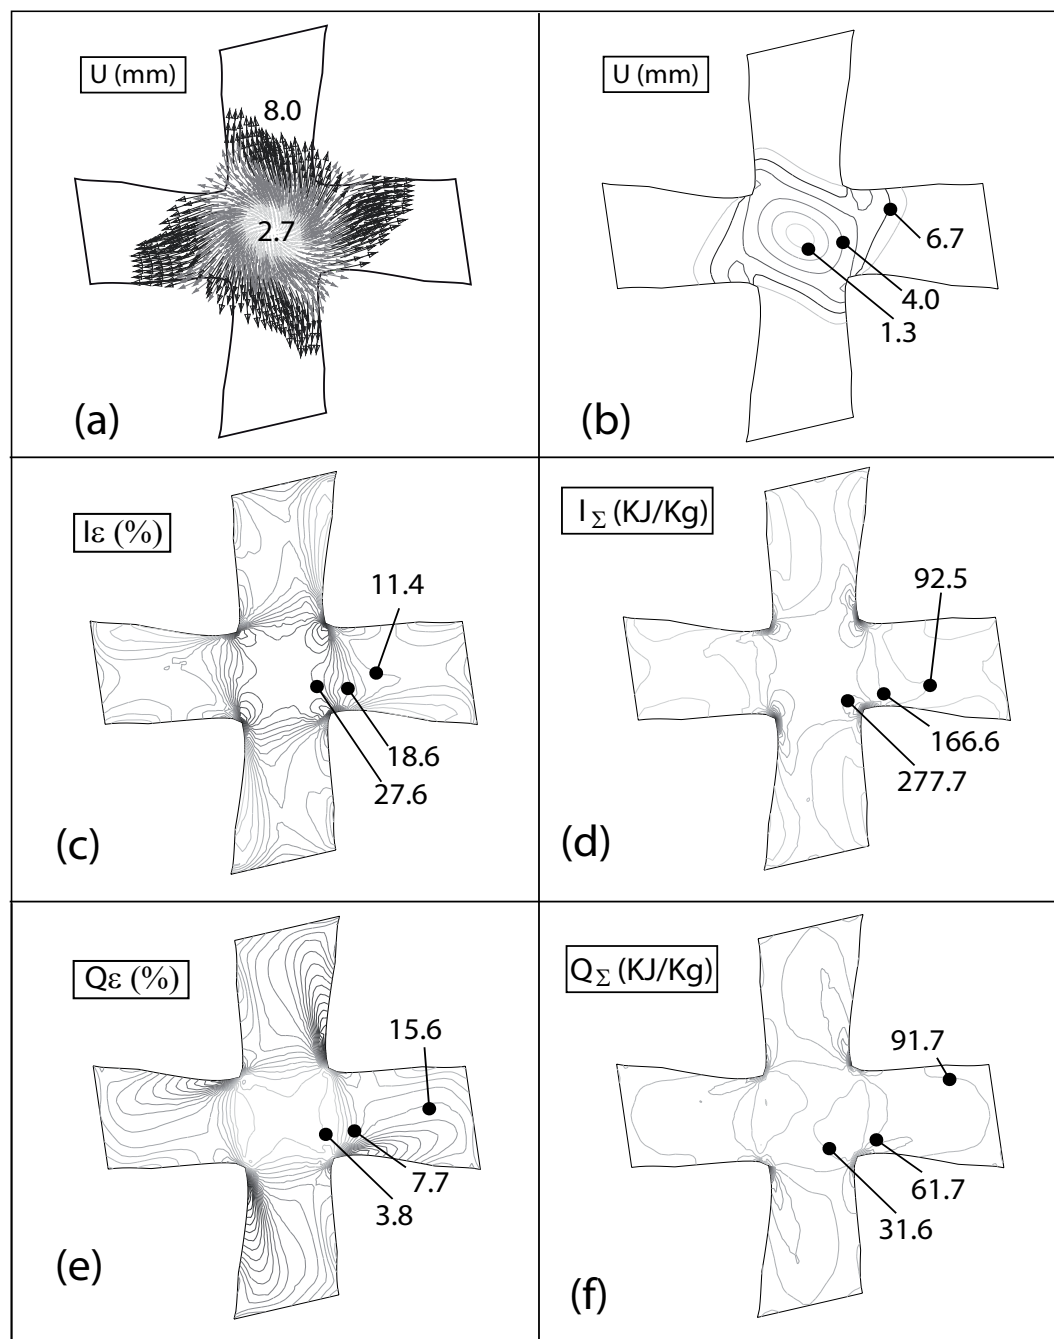 U (mm)
8.0
2.7
(a)
U (mm)
6.7
4.0
1.3
(b)
Iε (%)
11.4
18.6
27.6
(c)
I Σ (KJ/Kg)
92.5
166.6
277.7
(d)
Qε (%)
15.6
7.7
3.8
(e)
Q Σ (KJ/Kg)
91.7
61.7
31.6
(f)